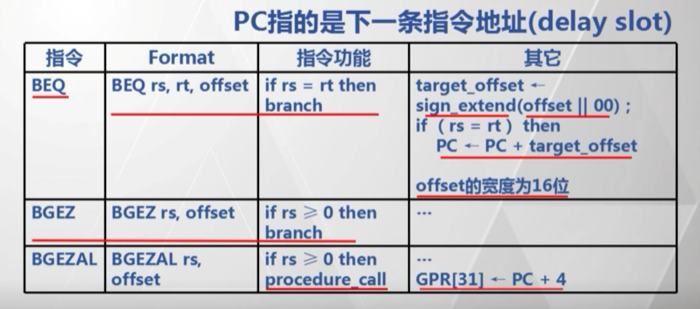 PC指的是下一条指令地址(delay slot)
指令 Format 指令功能 其它
BEQ BEQ rs, rt, offset if rs = rt then target_offset ←
branch sign_extend(offset || 00) ;
if ( rs = rt ) then
PC ← PC + target_offset
offset的宽度为16位
BGEZ BGEZ rs, offset if rs ≥ 0 then ...
branch
BGEZAL BGEZAL rs, if rs ≥ 0 then ...
offset procedure_call GPR[31] ← PC + 4